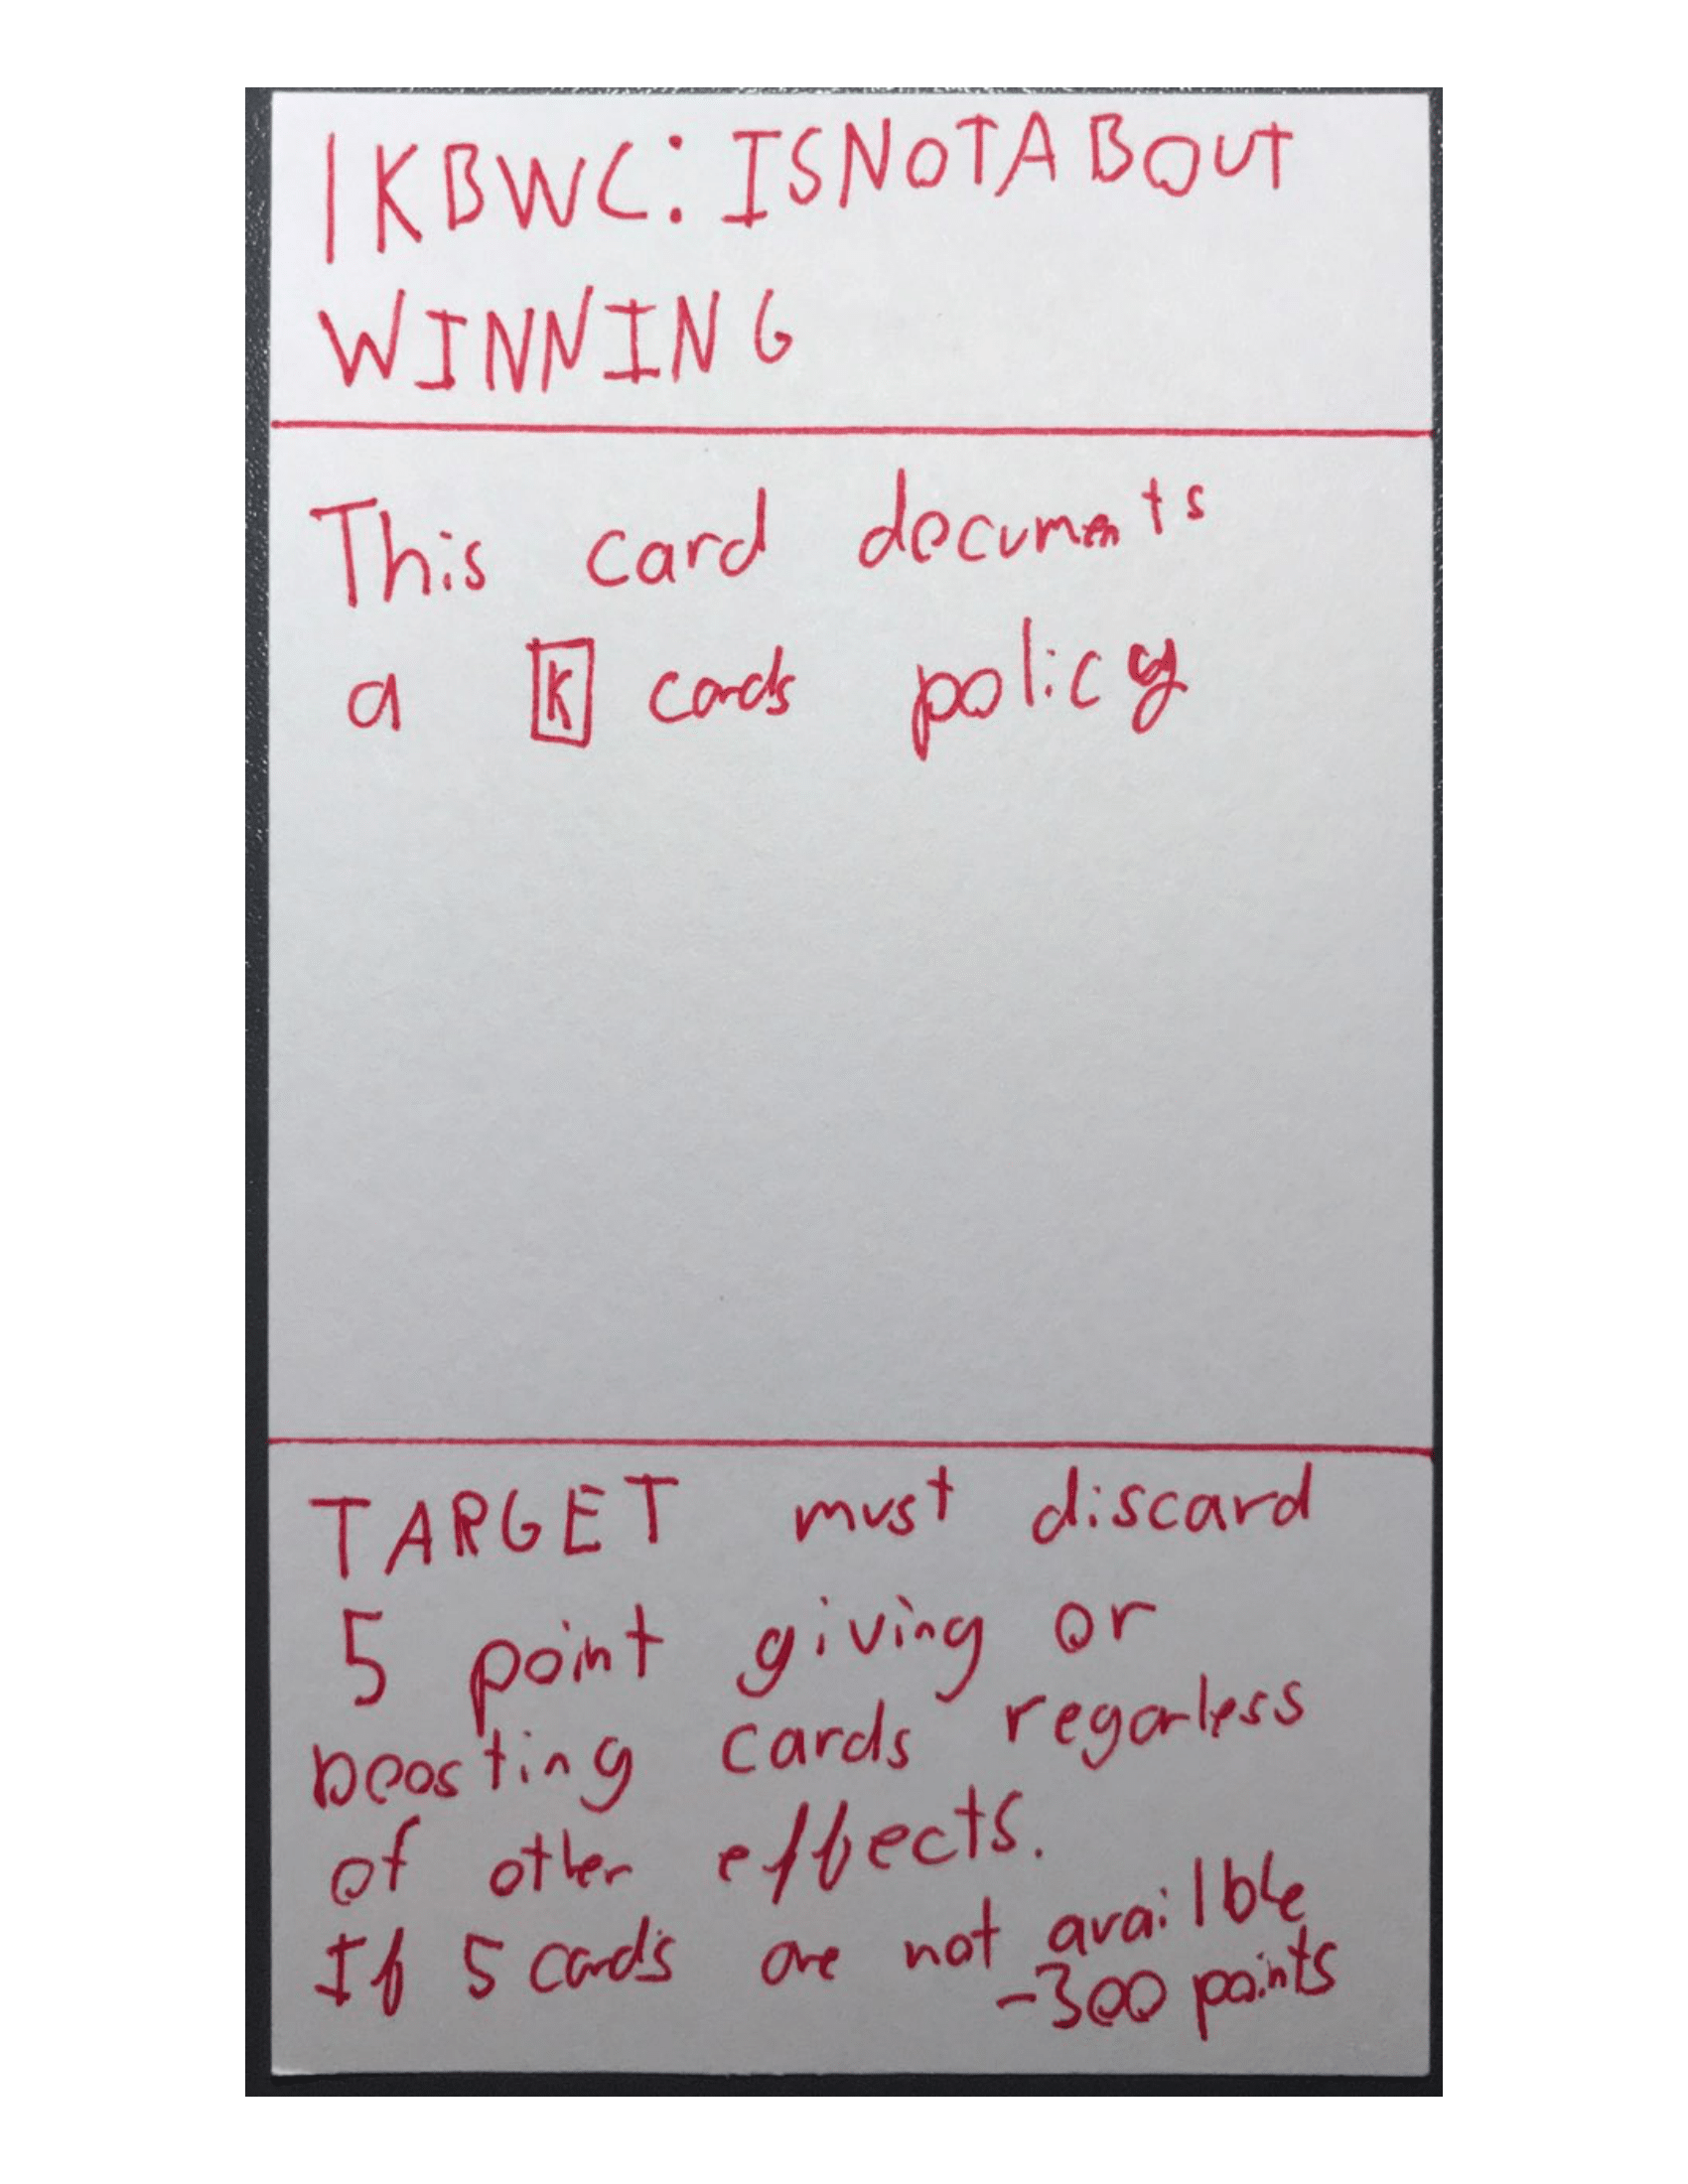 1KBWC: ISNOTABOUT
WINNING
This card documents
a K cards policy
TARGET must discard
5 point giving or
boosting cards regarless
of other effects.
If 5 cards are not availble
-300 points